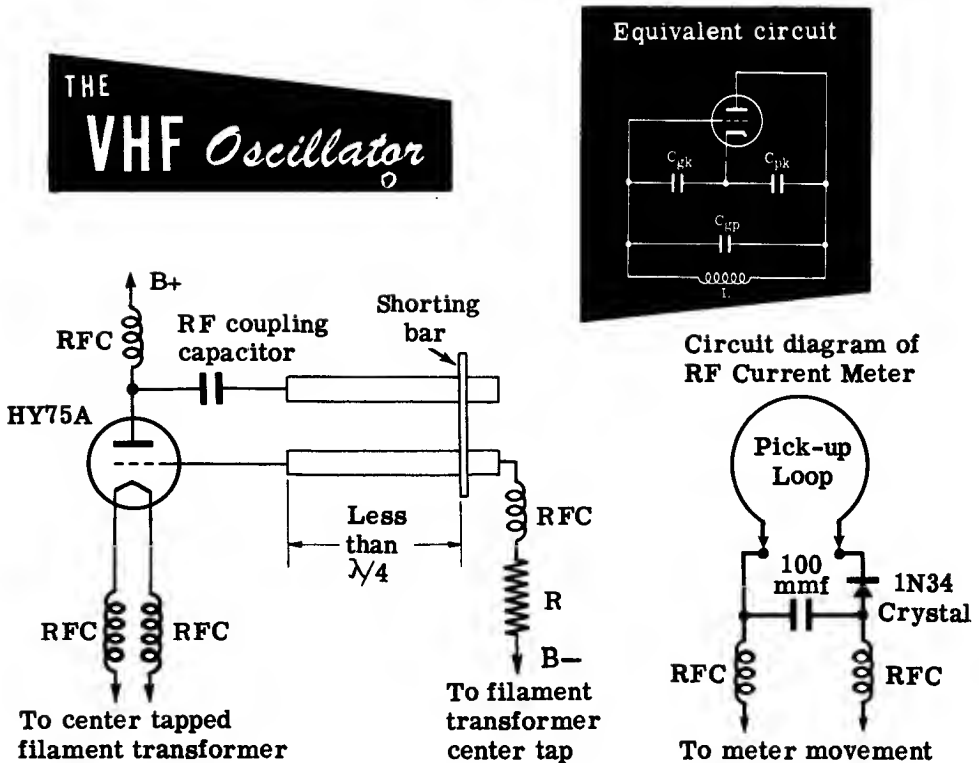 THE
VHF Oscillator
Equivalent circuit
Cgk
Cpk
Cgp
L
B+
RFC
RF coupling
capacitor
Shorting
bar
HY75A
Less
than
λ/4
RFC
R
B−
RFC
RFC
To center tapped
filament transformer
To filament
transformer
center tap
Circuit diagram of
RF Current Meter
Pick-up
Loop
100
mmf
1N34
Crystal
RFC
RFC
To meter movement